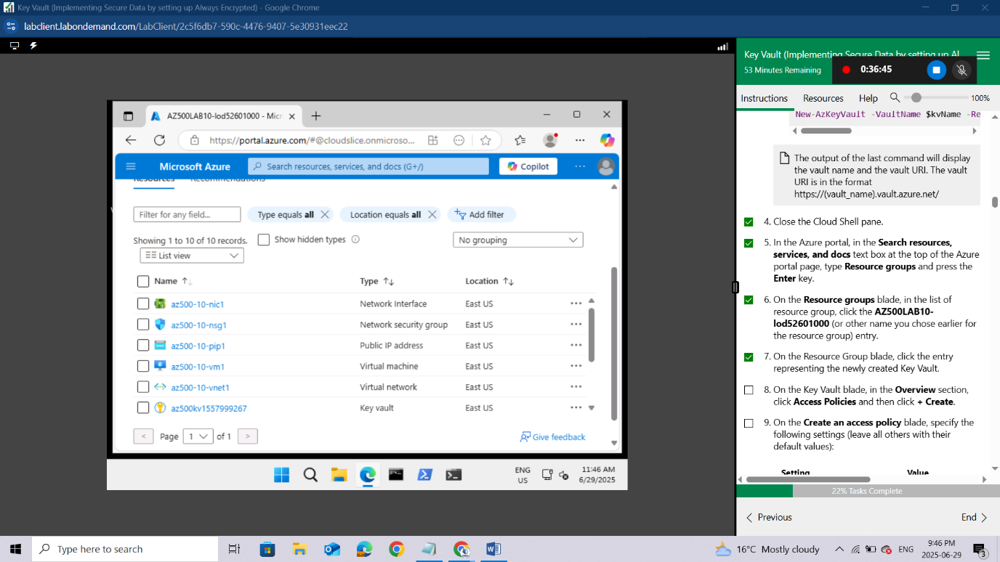 Key Vault (Implementing Secure Data by setting up Always Encrypted) - Google Chrome
labclient.labondemand.com/LabClient/2c5f6db7-590c-4476-9407-5e30931eec22
AZ500LAB10-lod52601000 - Micr
https://portal.azure.com/#@cloudslice.onmicroso...
Microsoft Azure
Search resources, services, and docs (G+/)
Copilot
Resources Recommendations
Filter for any field...
Type equals all
Location equals all
Add filter
Showing 1 to 10 of 10 records.
Show hidden types
No grouping
List view
Name Type Location
az500-10-nic1 Network Interface East US
az500-10-nsg1 Network security group East US
az500-10-pip1 Public IP address East US
az500-10-vm1 Virtual machine East US
az500-10-vnet1 Virtual network East US
az500kv1557999267 Key vault East US
< Page 1 of 1 >
Give feedback
ENG
US
11:46 AM
6/29/2025
Key Vault (Implementing Secure Data by setting up Al
53 Minutes Remaining
0:36:45
Instructions Resources Help 100%
New-AzKeyVault -VaultName $kvName -Re
The output of the last command will display
the vault name and the vault URI. The vault
URI is in the format
https://(vault_name).vault.azure.net/
4. Close the Cloud Shell pane.
5. In the Azure portal, in the Search resources,
services, and docs text box at the top of the Azure
portal page, type Resource groups and press the
Enter key.
6. On the Resource groups blade, in the list of
resource group, click the AZ500LAB10-
lod52601000 (or other name you chose earlier for
the resource group) entry.
7. On the Resource Group blade, click the entry
representing the newly created Key Vault.
8. On the Key Vault blade, in the Overview section,
click Access Policies and then click + Create.
9. On the Create an access policy blade, specify the
following settings (leave all others with their
default values):
Setting Value
22% Tasks Complete
Previous
End
Type here to search
16°C Mostly cloudy
ENG
9:46 PM
2025-06-29
3